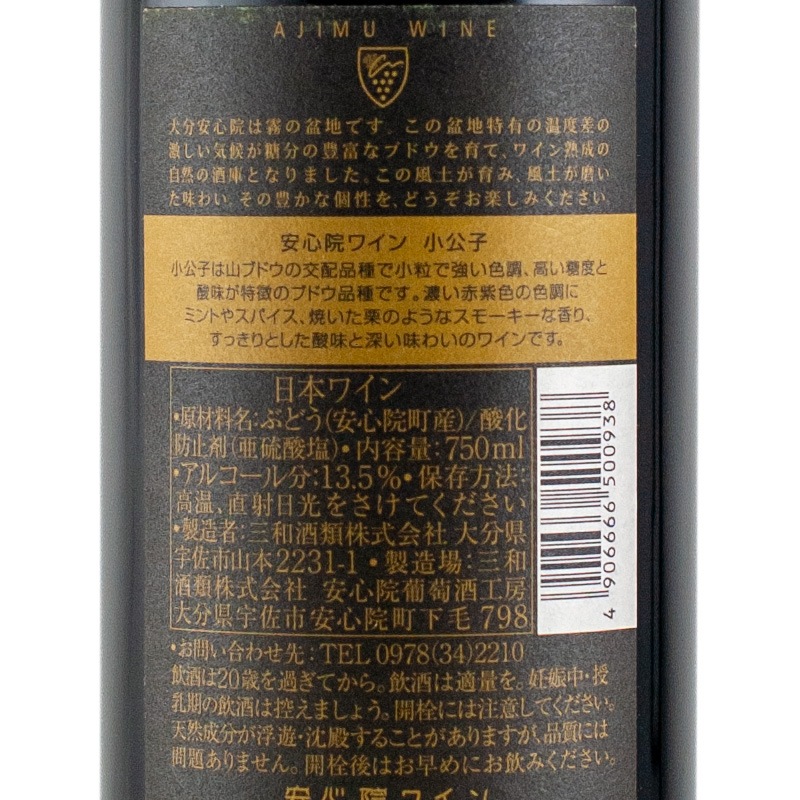 AJIMU WINE
大分安心院は霧の盆地です。この盆地特有の温度差の
激しい気候が糖分の豊富なブドウを育て、ワイン熟成の
自然の酒庫となりました。この風土が育み、風土が磨い
た味わい その豊かな個性を、どうぞお楽しみください
安心院ワイン 小公子
小公子は山ブドウの交配品種で小粒で強い色調、高い糖度と
酸味が特徴のブドウ品種です。濃い赤紫色の色調に
ミントやスパイス、焼いた栗のようなスモーキーな香り、
すっきりとした酸味と深い味わいのワインです。
日本ワイン
•原材料名:ぶどう(安心院町産)/酸化
防止剤(亜硫酸塩)•内容量:750ml
•アルコール分:13.5%•保存方法:
高温、直射日光をさけてください
•製造者:三和酒類株式会社 大分県
宇佐市山本2231-1•製造場:三和
酒類株式会社 安心院葡萄酒工房
大分県宇佐市安心院町下毛798
4 906666 500938
•お問い合わせ先:TEL 0978(34)2210
飲酒は20歳を過ぎてから。飲酒は適量を。妊娠中・授
乳期の飲酒は控えましょう。開栓には注意してください。
天然成分が浮遊・沈殿することがありますが、品質には
問題ありません。開栓後はお早めにお飲みください。
安心院ワイン